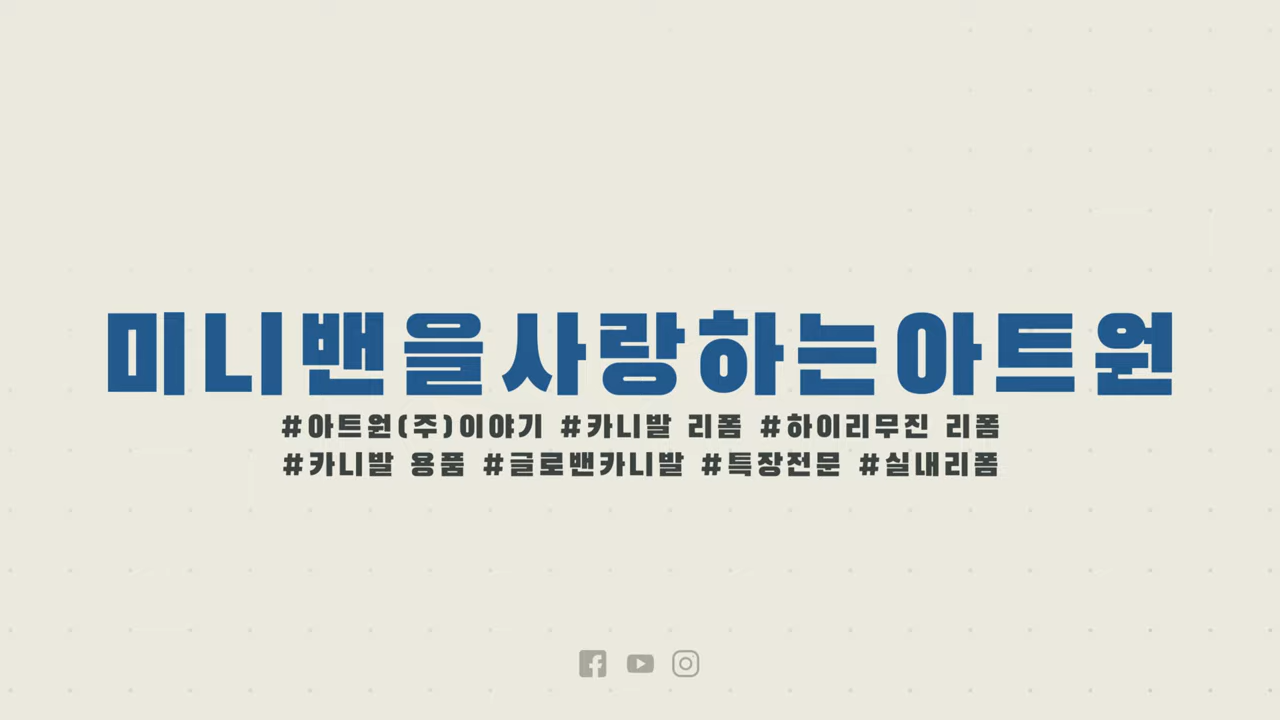 미니밴을사랑하는아트원
#아트원(주)이야기 #카니발 리폼 #하이리무진 리폼
#카니발 용품 #글로밴카니발 #특장전문 #실내리폼